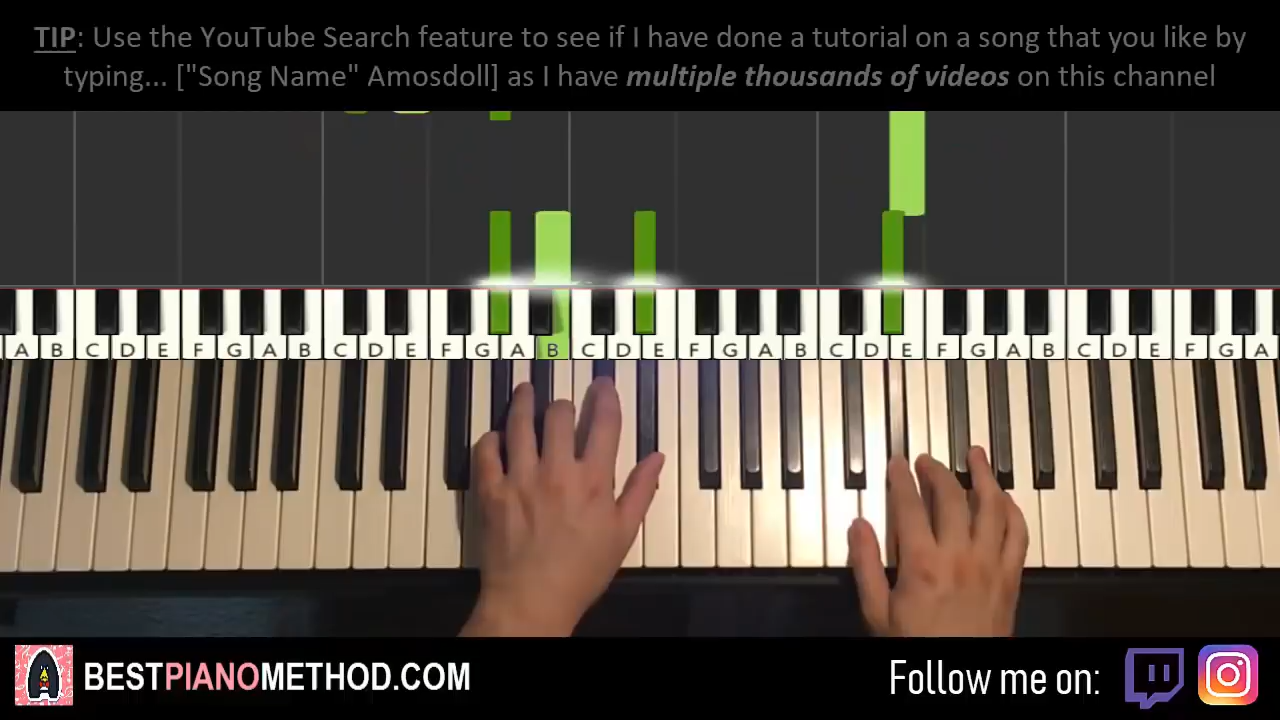 TIP: Use the YouTube Search feature to see if I have done a tutorial on a song that you like by
typing... ["Song Name" Amosdoll] as I have multiple thousands of videos on this channel
A B C D E F G A B C D E F G A B C D E F G A B C D E F G A B C D E F G A
BESTPIANOMETHOD.COM
Follow me on: